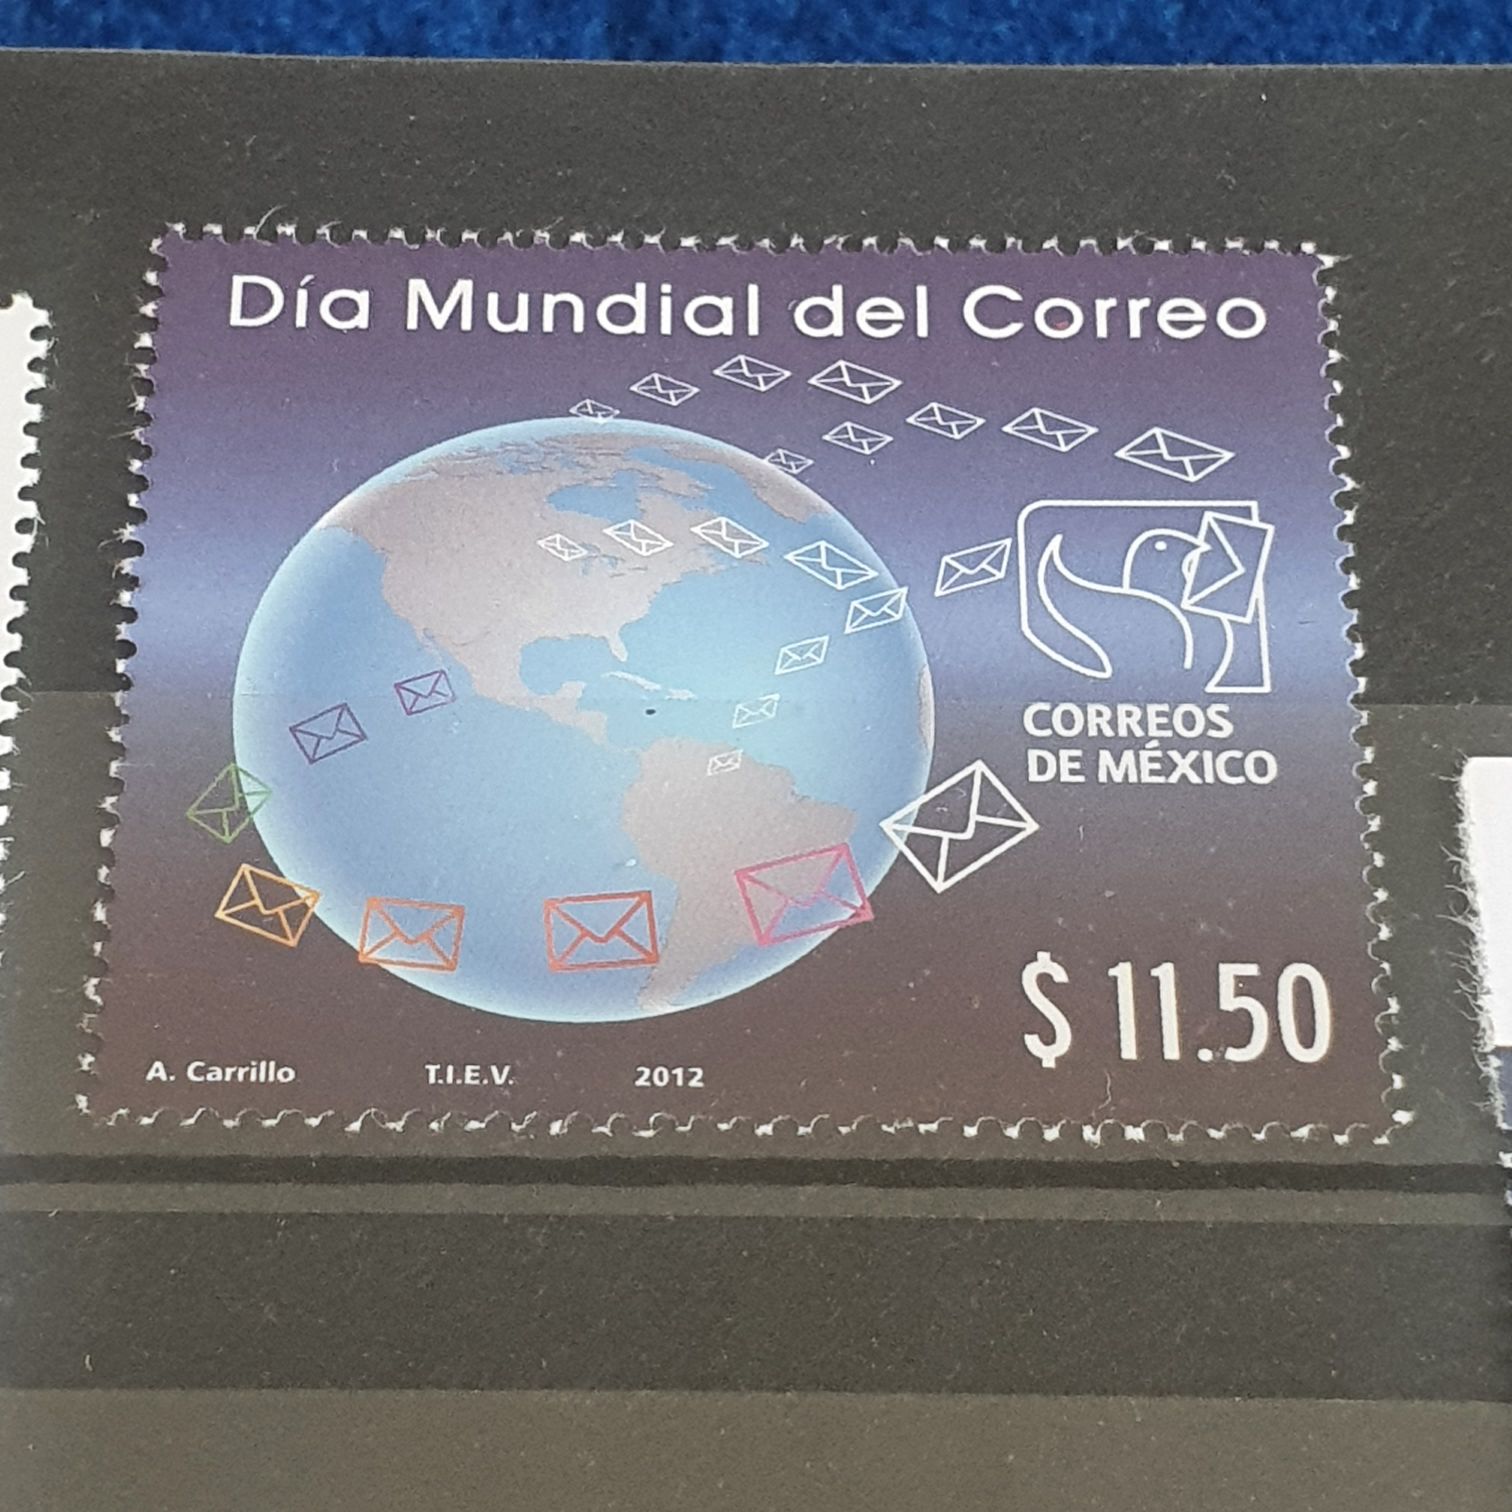 Día Mundial del Correo
CORREOS
DE MÉXICO
$ 11.50
A. Carrillo T.I.E.V. 2012